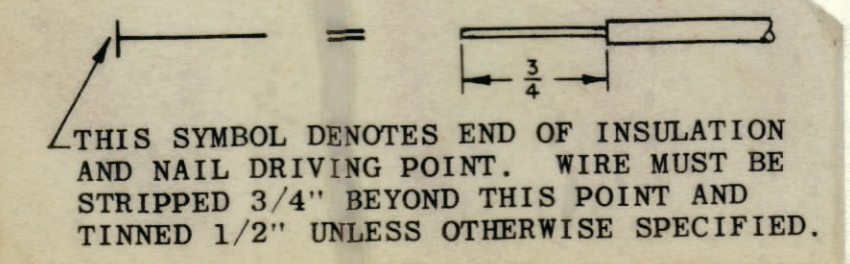 3/4
THIS SYMBOL DENOTES END OF INSULATION
AND NAIL DRIVING POINT. WIRE MUST BE
STRIPPED 3/4" BEYOND THIS POINT AND
TINNED 1/2" UNLESS OTHERWISE SPECIFIED.